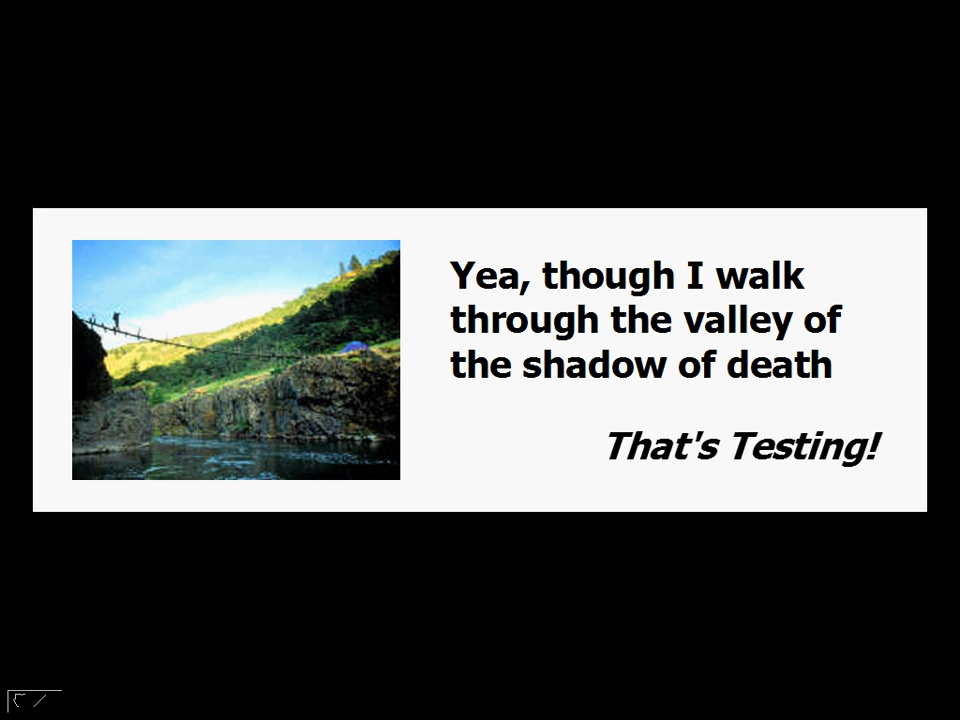 Yea, though I walk
through the valley of
the shadow of death
That's Testing!